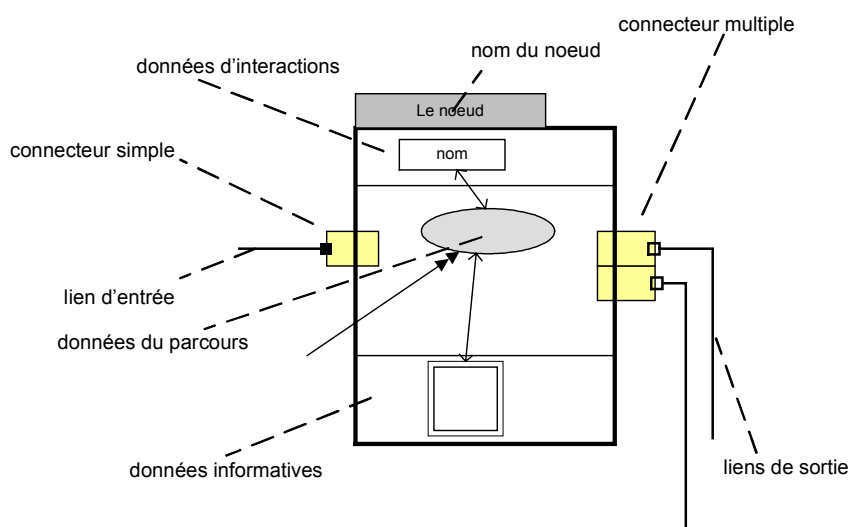 connecteur multiple
nom du noeud
données d'interactions
Le noeud
connecteur simple
nom
lien d'entrée
données du parcours
données informatives
liens de sortie